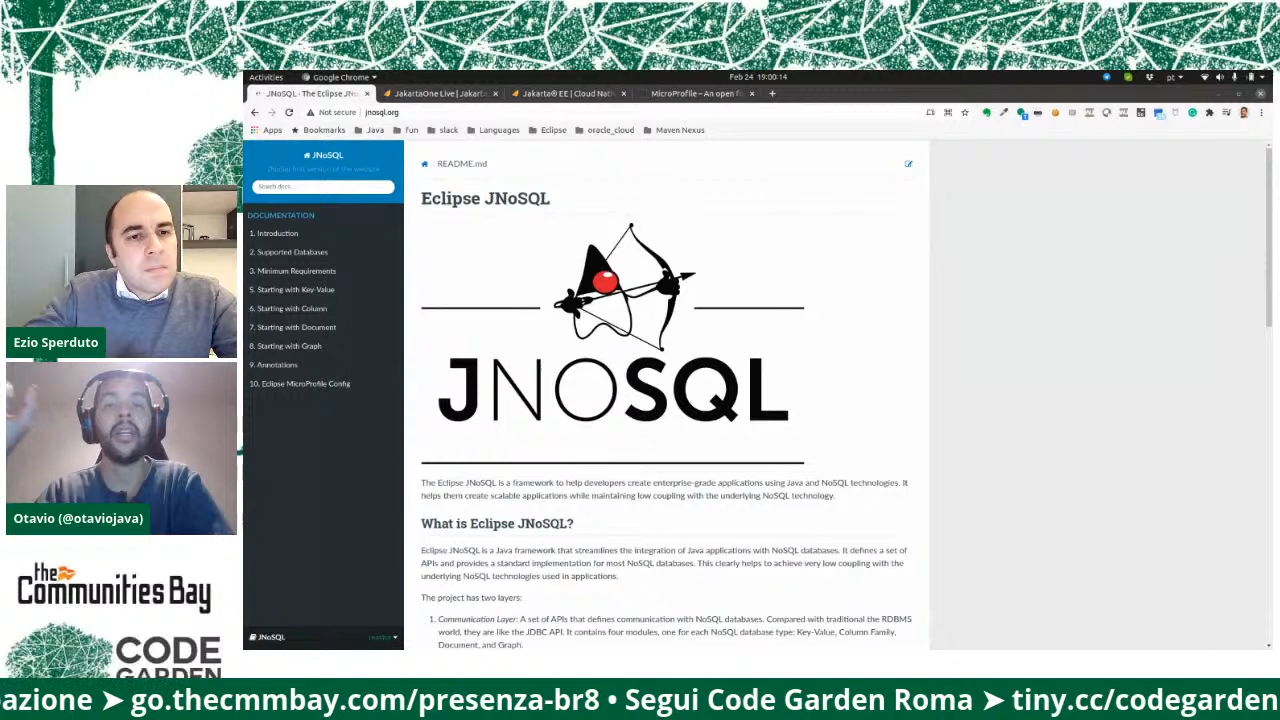 Activities
Google Chrome
Feb 24 19:00:14
pt
JNoSQL - The Eclipse JNo
JakartaOne Live | Jakarta
Jakarta® EE | Cloud Nati
MicroProfile – An open f
Not secure | jnosql.org
Apps
Bookmarks
Java
fun
slack
Languages
Eclipse
oracle_cloud
Maven Nexus
JNoSQL
JNoSql first version of the website
Search docs..
DOCUMENTATION
1. Introduction
2. Supported Databases
3. Minimum Requirements
5. Starting with Key-Value
6. Starting with Column
7. Starting with Document
8. Starting with Graph
9. Annotations
10. Eclipse MicroProfile Config
JNoSQL
README.md
Eclipse JNoSQL
JNOSQL
The Eclipse JNoSQL is a framework to help developers create enterprise-grade applications using Java and NoSQL technologies. It
helps them create scalable applications while maintaining low coupling with the underlying NoSQL technology.
What is Eclipse JNoSQL?
Eclipse JNoSQL is a Java framework that streamlines the integration of Java applications with NoSQL databases. It defines a set of
APIs and provides a standard implementation for most NoSQL databases. This clearly helps to achieve very low coupling with the
underlying NoSQL technologies used in applications.
The project has two layers:
1. Communication Layer: A set of APIs that defines communication with NoSQL databases. Compared with traditional the RDBMS
world, they are like the JDBC API. It contains four modules, one for each NoSQL database type: Key-Value, Column Family,
Document, and Graph.
Ezio Sperduto
Otavio (@otaviojava)
the
Communities Bay
CODE
GARDEN
azione ➤ go.thecmmbay.com/presenza-br8 • Segui Code Garden Roma ➤ tiny.cc/codegarden